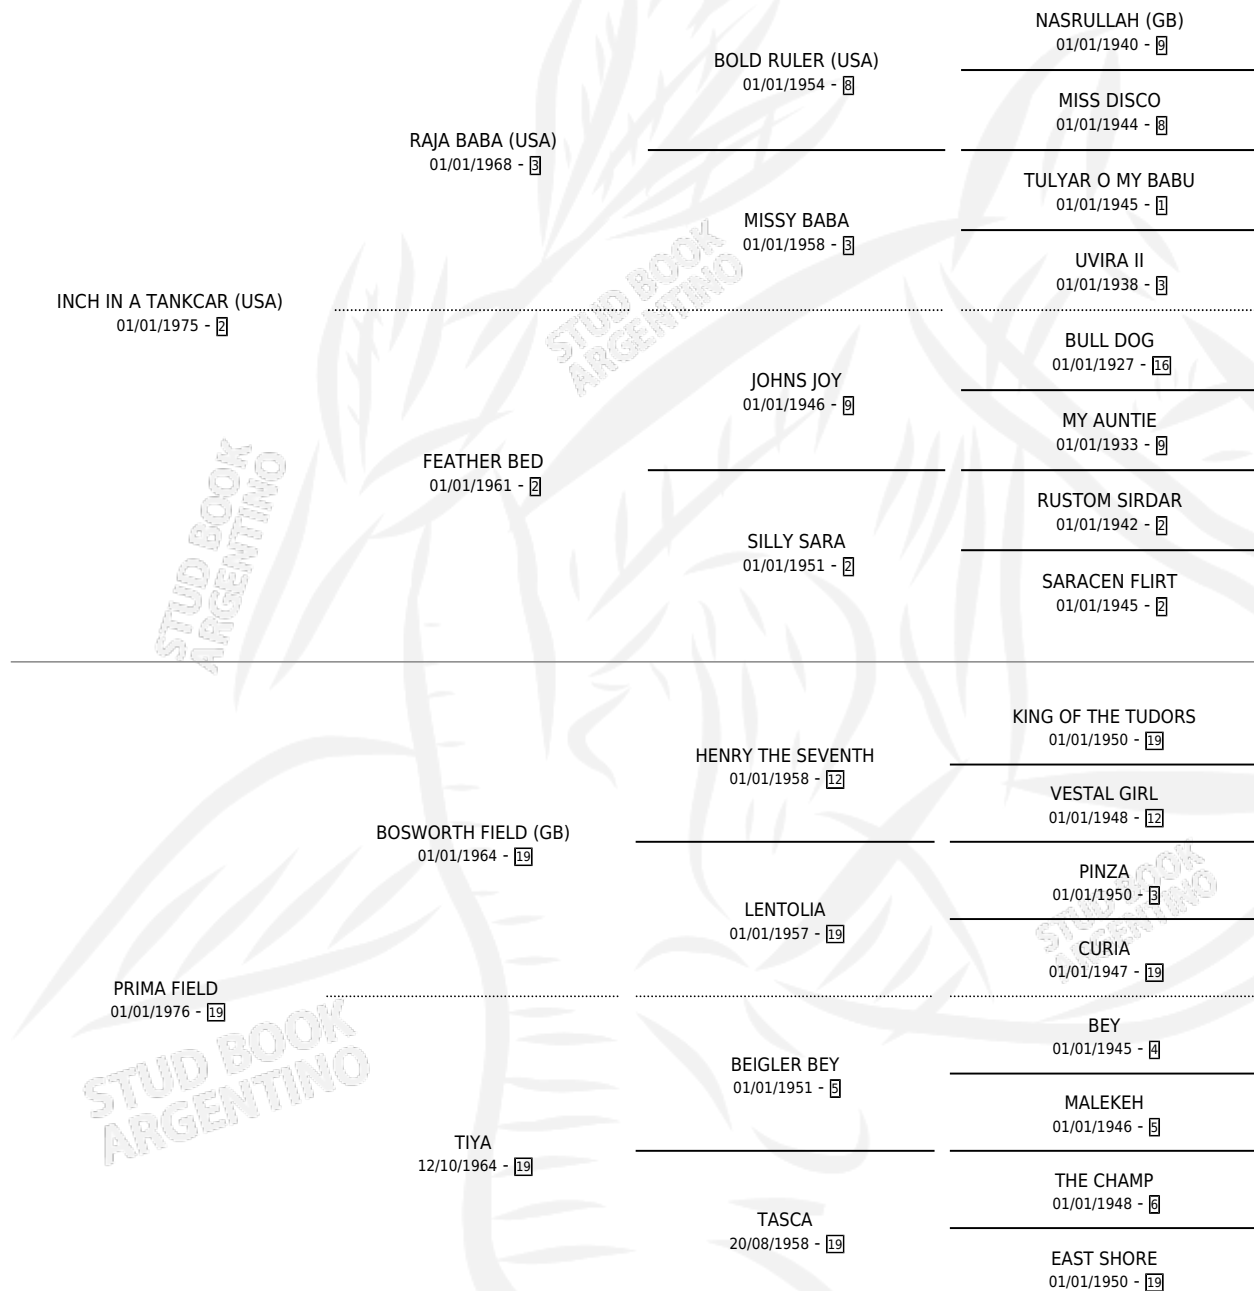 NASRULLAH (GB)
01/01/1940 - 9
BOLD RULER (USA)
01/01/1954 - 8
MISS DISCO
01/01/1944 - 8
RAJA BABA (USA)
01/01/1968 - 3
TULYAR O MY BABU
01/01/1945 - 1
MISSY BABA
01/01/1958 - 3
UVIRA II
01/01/1938 - 3
INCH IN A TANKCAR (USA)
01/01/1975 - 2
BULL DOG
01/01/1927 - 16
JOHNS JOY
01/01/1946 - 9
MY AUNTIE
01/01/1933 - 9
FEATHER BED
01/01/1961 - 2
RUSTOM SIRDAR
01/01/1942 - 2
SILLY SARA
01/01/1951 - 2
SARACEN FLIRT
01/01/1945 - 2
KING OF THE TUDORS
01/01/1950 - 19
HENRY THE SEVENTH
01/01/1958 - 12
VESTAL GIRL
01/01/1948 - 12
BOSWORTH FIELD (GB)
01/01/1964 - 19
PINZA
01/01/1950 - 3
LENTOLIA
01/01/1957 - 19
CURIA
01/01/1947 - 19
PRIMA FIELD
01/01/1976 - 19
BEY
01/01/1945 - 4
BEIGLER BEY
01/01/1951 - 5
MALEKEH
01/01/1946 - 5
TIYA
12/10/1964 - 19
THE CHAMP
01/01/1948 - 6
TASCA
20/08/1958 - 19
EAST SHORE
01/01/1950 - 19
STUD BOOK
ARGENTINO
STUD BOOK
ARGENTINO
STUD BOOK
ARGENTINO
STUD BOOK
ARGENTINO